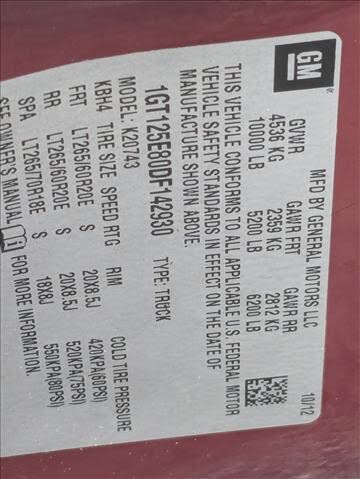 GM
MFD BY GENERAL MOTORS LLC 10/12
GVWR GAWR FRT GAWR RR
4536 KG 2359 KG 2812 KG
10000 LB 5200 LB 6200 LB
THIS VEHICLE CONFORMS TO ALL APPLICABLE U.S. FEDERAL MOTOR
VEHICLE SAFETY STANDARDS IN EFFECT ON THE DATE OF
MANUFACTURE SHOWN ABOVE.
1GT125E80DF142930 TYPE: TRUCK
MODEL: K20743
KBH4 TIRE SIZE SPEED RTG RIM COLD TIRE PRESSURE
FRT LT265/60R20E S 20X8.5J 420KPA(60PSI)
RR LT265/60R20E S 20X8.5J 520KPA(75PSI)
SPA LT265/70R18E S 18X8J 550KPA(80PSI)
SEE OWNER'S MANUAL FOR MORE INFORMATION.